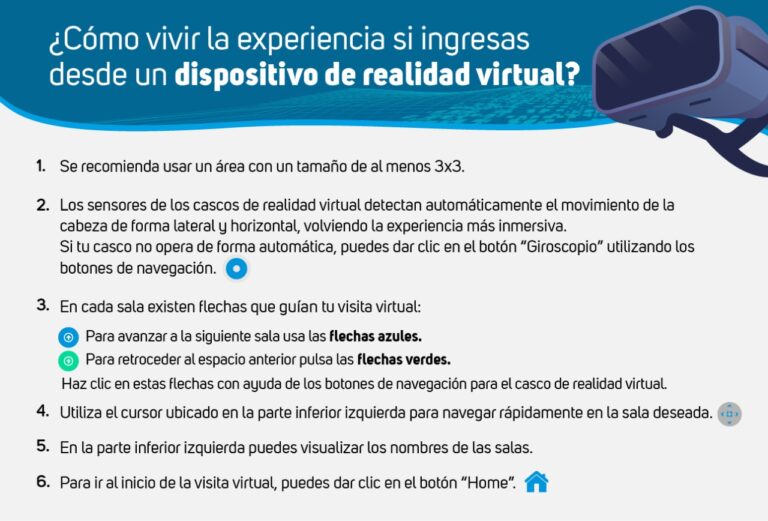 ¿Cómo vivir la experiencia si ingresas
desde un dispositivo de realidad virtual?
1. Se recomienda usar un área con un tamaño de al menos 3x3.
2. Los sensores de los cascos de realidad virtual detectan automáticamente el movimiento de la
cabeza de forma lateral y horizontal, volviendo la experiencia más inmersiva.
Si tu casco no opera de forma automática, puedes dar clic en el botón “Giroscopio” utilizando los
botones de navegación.
3. En cada sala existen flechas que guían tu visita virtual:
Para avanzar a la siguiente sala usa las flechas azules.
Para retroceder al espacio anterior pulsa las flechas verdes.
Haz clic en estas flechas con ayuda de los botones de navegación para el casco de realidad virtual.
4. Utiliza el cursor ubicado en la parte inferior izquierda para navegar rápidamente en la sala deseada.
5. En la parte inferior izquierda puedes visualizar los nombres de las salas.
6. Para ir al inicio de la visita virtual, puedes dar clic en el botón “Home”.